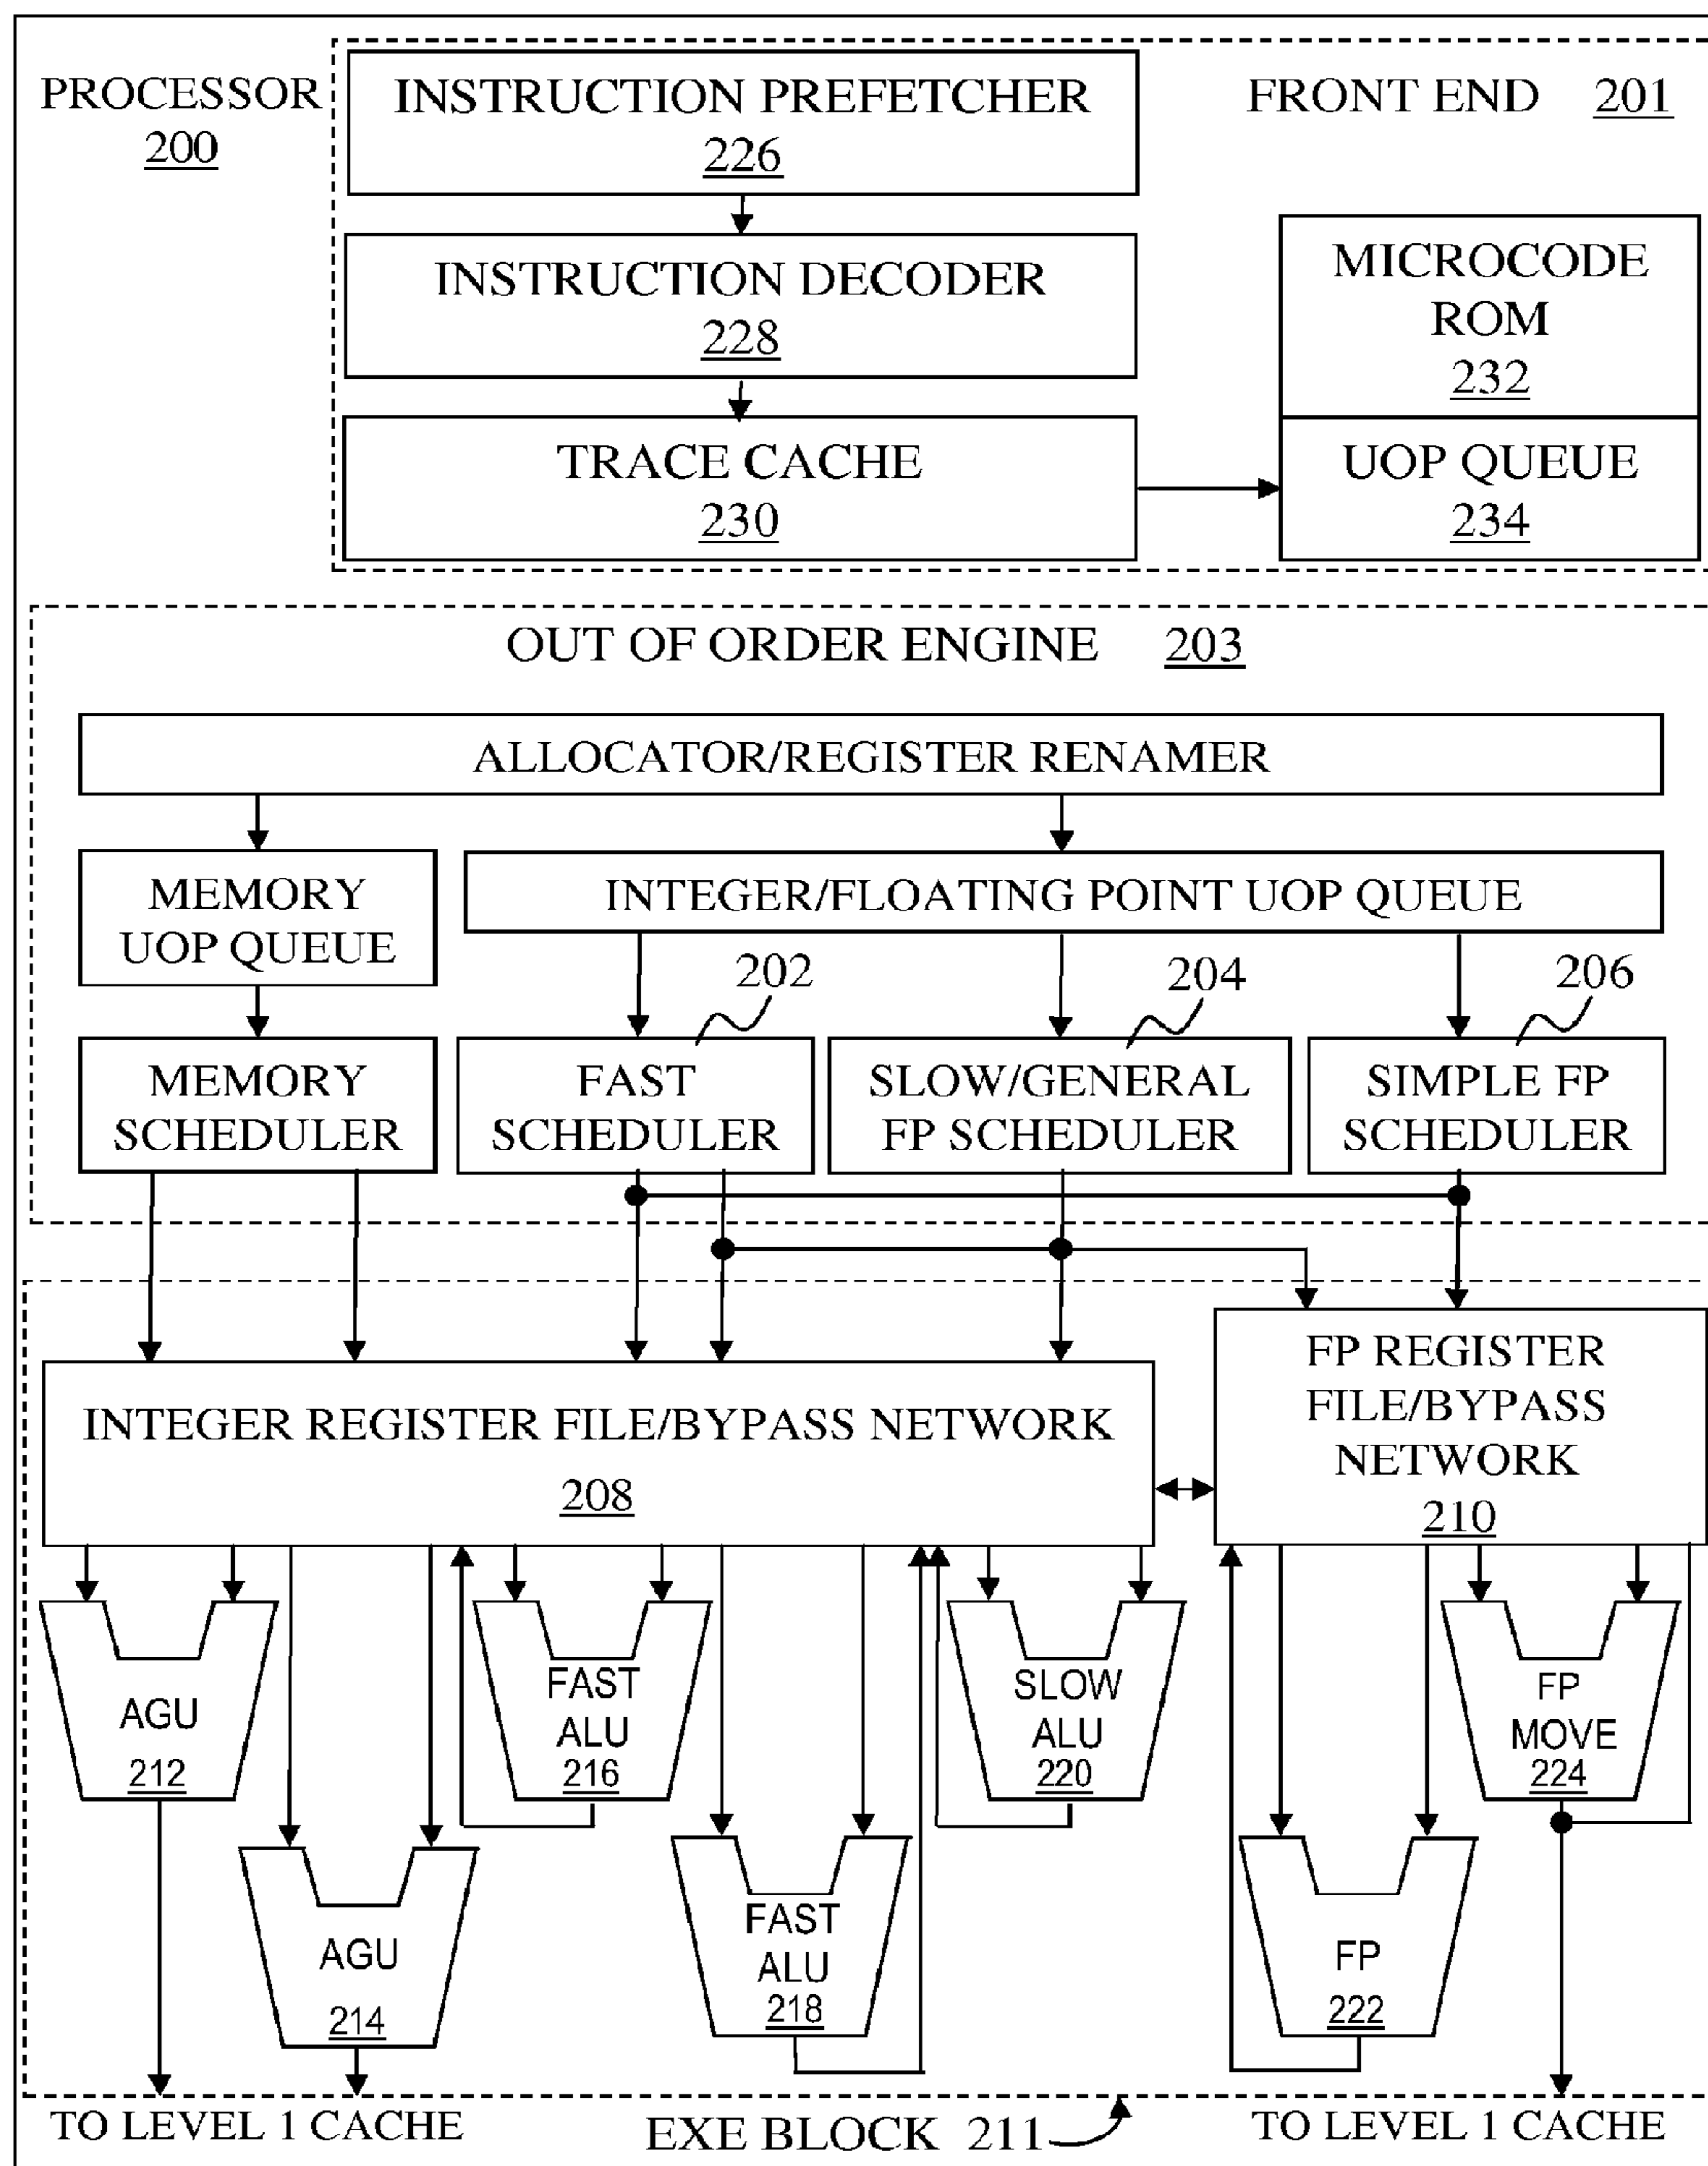 PROCESSOR
200
INSTRUCTION PREFETCHER
226
FRONT END 201
INSTRUCTION DECODER
228
MICROCODE
ROM
232
TRACE CACHE
230
UOP QUEUE
234
OUT OF ORDER ENGINE 203
ALLOCATOR/REGISTER RENAMER
MEMORY
UOP QUEUE
INTEGER/FLOATING POINT UOP QUEUE
202
204
206
MEMORY
SCHEDULER
FAST
SCHEDULER
SLOW/GENERAL
FP SCHEDULER
SIMPLE FP
SCHEDULER
INTEGER REGISTER FILE/BYPASS NETWORK
208
FP REGISTER
FILE/BYPASS
NETWORK
210
AGU
212
FAST
ALU
216
SLOW
ALU
220
FP
MOVE
224
AGU
214
FAST
ALU
218
FP
222
TO LEVEL 1 CACHE
EXE BLOCK 211
TO LEVEL 1 CACHE